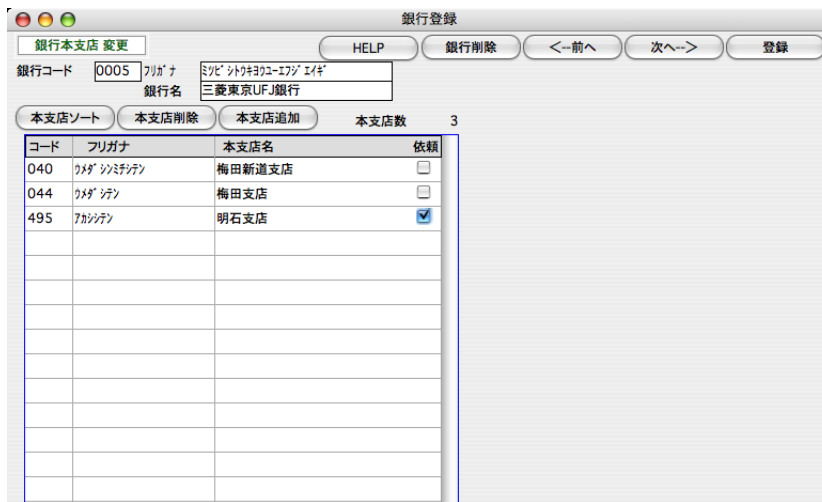 銀行登録
銀行本支店 変更 HELP 銀行削除 <--前へ 次へ--> 登録
銀行コード 0005 フリガナ ﾐﾂﾋﾞｼﾄｳｷﾖｳﾕｰｴﾌｼﾞｴｲｷﾞ
銀行名 三菱東京UFJ銀行
本支店ソート 本支店削除 本支店追加 本支店数 3
コード フリガナ 本支店名 依頼
040 ｳﾒﾀﾞｼﾝﾐﾁｼﾃﾝ 梅田新道支店
044 ｳﾒﾀﾞｼﾃﾝ 梅田支店
495 ｱｶｼｼﾃﾝ 明石支店